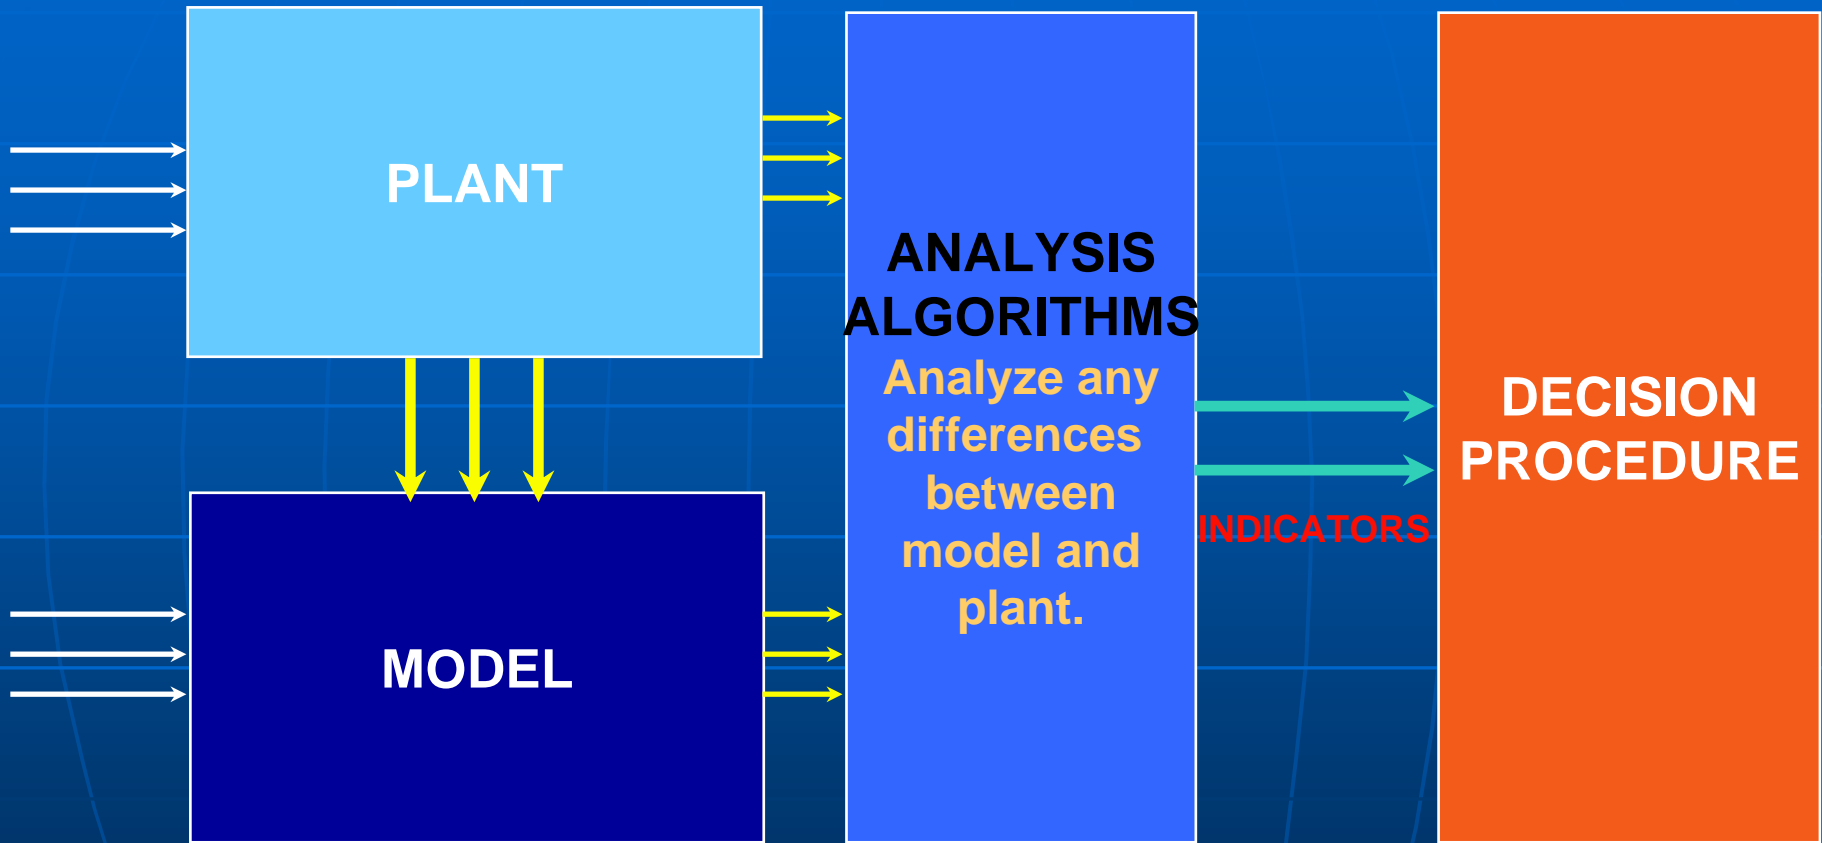 PLANT
MODEL
ANALYSIS
ALGORITHMS
Analyze any
differences
between
model and
plant.
INDICATORS
DECISION
PROCEDURE